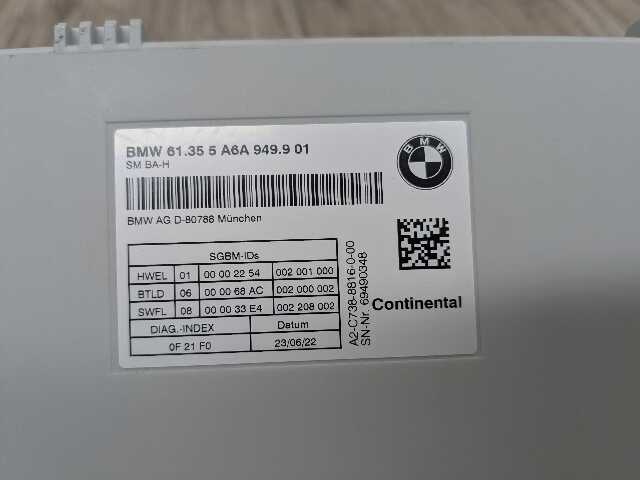 BMW 61.35 5 A6A 949.9 01
SM BA-H
BMW
BMW AG D-80788 München
SGBM-IDs
HWEL 01 00 00 22 54 002 001 000
BTLD 06 00 00 68 AC 002 000 002
SWFL 08 00 00 33 E4 002 208 002
DIAG.-INDEX Datum
0F 21 F0 23/06/22
A2-C738-8816-0-00
SN-Nr. 69490348
Continental